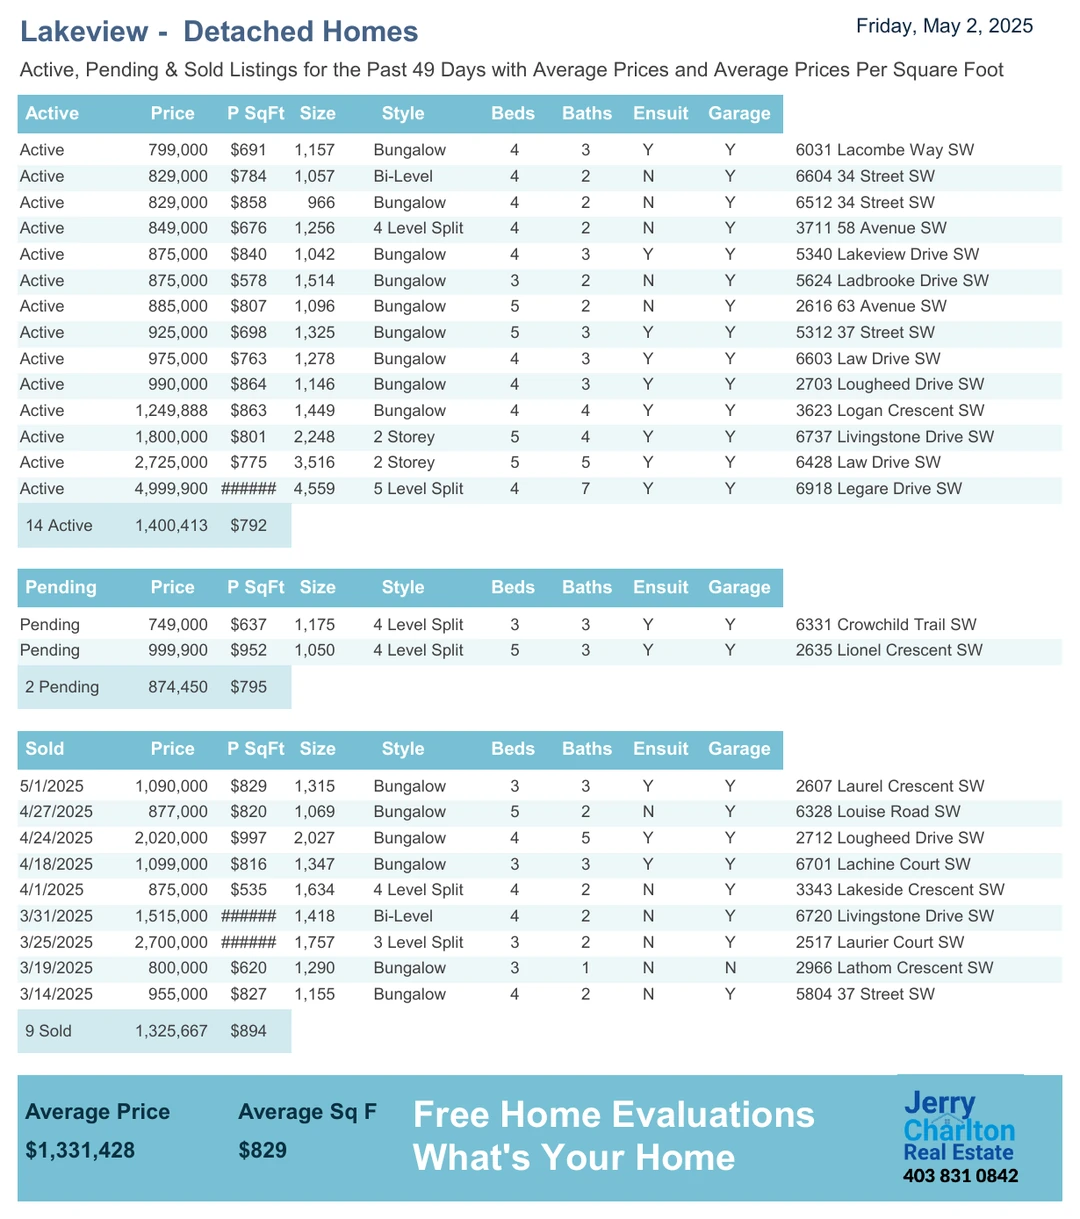 Lakeview - Detached Homes
Friday, May 2, 2025
Active, Pending & Sold Listings for the Past 49 Days with Average Prices and Average Prices Per Square Foot
Active Price P SqFt Size Style Beds Baths Ensuit Garage
Active 799,000 $691 1,157 Bungalow 4 3 Y Y 6031 Lacombe Way SW
Active 829,000 $784 1,057 Bi-Level 4 2 N Y 6604 34 Street SW
Active 829,000 $858 966 Bungalow 4 2 N Y 6512 34 Street SW
Active 849,000 $676 1,256 4 Level Split 4 2 N Y 3711 58 Avenue SW
Active 875,000 $840 1,042 Bungalow 4 3 Y Y 5340 Lakeview Drive SW
Active 875,000 $578 1,514 Bungalow 3 2 N Y 5624 Ladbrooke Drive SW
Active 885,000 $807 1,096 Bungalow 5 2 N Y 2616 63 Avenue SW
Active 925,000 $698 1,325 Bungalow 5 3 Y Y 5312 37 Street SW
Active 975,000 $763 1,278 Bungalow 4 3 Y Y 6603 Law Drive SW
Active 990,000 $864 1,146 Bungalow 4 3 Y Y 2703 Lougheed Drive SW
Active 1,249,888 $863 1,449 Bungalow 4 4 Y Y 3623 Logan Crescent SW
Active 1,800,000 $801 2,248 2 Storey 5 4 Y Y 6737 Livingstone Drive SW
Active 2,725,000 $775 3,516 2 Storey 5 5 Y Y 6428 Law Drive SW
Active 4,999,900 ###### 4,559 5 Level Split 4 7 Y Y 6918 Legare Drive SW
14 Active 1,400,413 $792
Pending Price P SqFt Size Style Beds Baths Ensuit Garage
Pending 749,000 $637 1,175 4 Level Split 3 3 Y Y 6331 Crowchild Trail SW
Pending 999,900 $952 1,050 4 Level Split 5 3 Y Y 2635 Lionel Crescent SW
2 Pending 874,450 $795
Sold Price P SqFt Size Style Beds Baths Ensuit Garage
5/1/2025 1,090,000 $829 1,315 Bungalow 3 3 Y Y 2607 Laurel Crescent SW
4/27/2025 877,000 $820 1,069 Bungalow 5 2 N Y 6328 Louise Road SW
4/24/2025 2,020,000 $997 2,027 Bungalow 4 5 Y Y 2712 Lougheed Drive SW
4/18/2025 1,099,000 $816 1,347 Bungalow 3 3 Y Y 6701 Lachine Court SW
4/1/2025 875,000 $535 1,634 4 Level Split 4 2 N Y 3343 Lakeside Crescent SW
3/31/2025 1,515,000 ###### 1,418 Bi-Level 4 2 N Y 6720 Livingstone Drive SW
3/25/2025 2,700,000 ###### 1,757 3 Level Split 3 2 N Y 2517 Laurier Court SW
3/19/2025 800,000 $620 1,290 Bungalow 3 1 N N 2966 Lathom Crescent SW
3/14/2025 955,000 $827 1,155 Bungalow 4 2 N Y 5804 37 Street SW
9 Sold 1,325,667 $894
Average Price Average Sq F
$1,331,428 $829
Free Home Evaluations
What's Your Home
Jerry
Charlton
Real Estate
403 831 0842